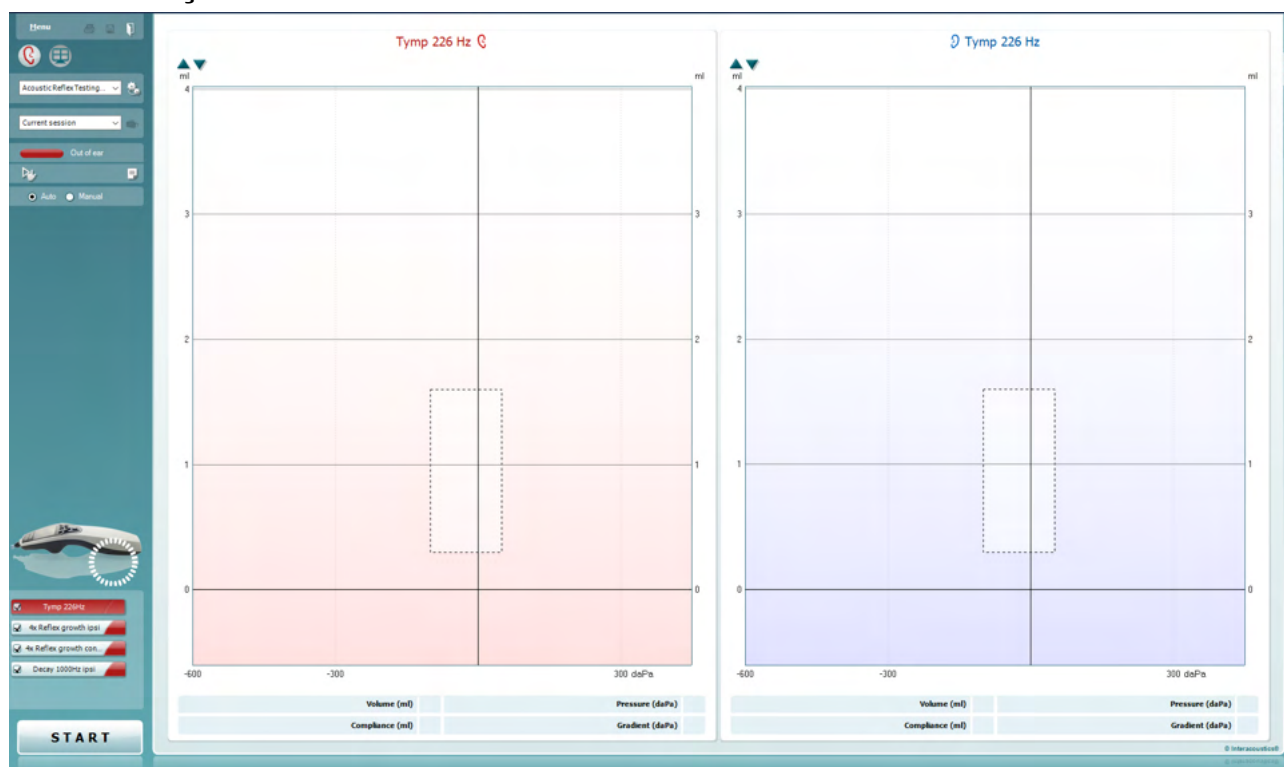 Menu
Acoustic Reflex Testing...
Current session
Out of ear
Auto Manual
Tymp 226Hz
4x Reflex growth ipsi
4x Reflex growth con...
Decay 1000Hz ipsi
START
Tymp 226 Hz
ml ml
4
3 3
2 2
1 1
0 0
-600 -300 300 daPa
Volume (ml) Pressure (daPa)
Compliance (ml) Gradient (daPa)
Tymp 226 Hz
ml ml
4
3 3
2 2
1 1
0 0
-600 -300 300 daPa
Volume (ml) Pressure (daPa)
Compliance (ml) Gradient (daPa)